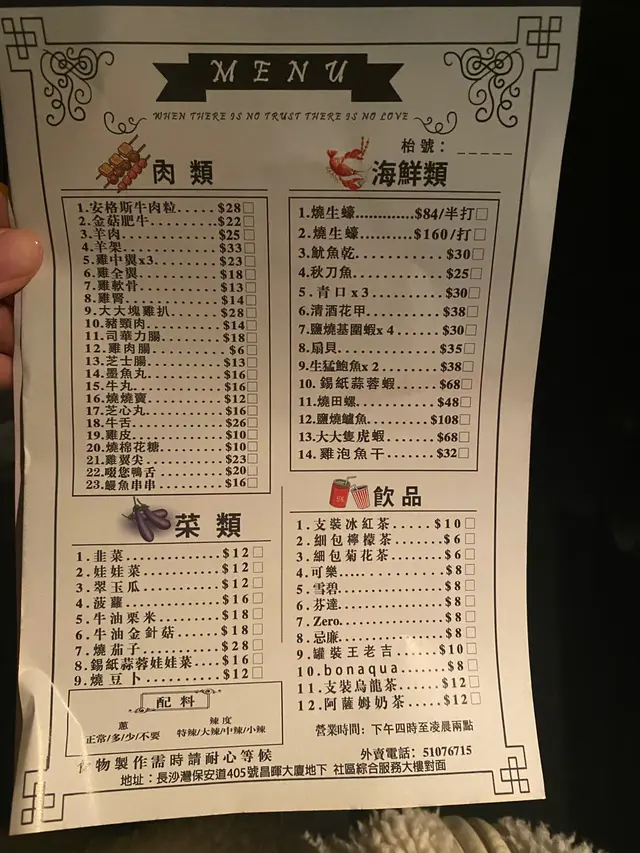 MENU
WHEN THERE IS NO TRUST THERE IS NO LOVE
枱號：_____
肉類
1.安格斯牛肉粒.....$28□
2.金菇肥牛.........$22□
3.羊肉.............$25□
4.羊架.............$33□
5.雞中翼x3.........$23□
6.雞全翼...........$18□
7.雞軟骨...........$13□
8.雞腎.............$14□
9.大大塊雞扒.......$28□
10.豬頸肉..........$14□
11.司華力腸........$18□
12.雞肉腸..........$6□
13.芝士腸..........$13□
14.墨魚丸..........$16□
15.牛丸............$16□
16.燒燒賣..........$12□
17.芝心丸..........$16□
18.牛舌............$26□
19.雞皮............$10□
20.燒棉花糖........$10□
21.雞翼尖..........$23□
22.啜您鴨舌........$20□
23.鰻魚串串........$16□
海鮮類
1.燒生蠔.............$84/半打□
2.燒生蠔............$160/打□
3.魷魚乾............$30□
4.秋刀魚............$25□
5.青口x3............$30□
6.清酒花甲..........$38□
7.鹽燒基圍蝦x4......$30□
8.扇貝..............$35□
9.生猛鮑魚x2........$38□
10.錫紙蒜蓉蝦.......$68□
11.燒田螺...........$48□
12.鹽燒鱸魚.........$108□
13.大大隻虎蝦.......$68□
14.雞泡魚干.........$32□
菜類
1.韭菜............$12□
2.娃娃菜..........$12□
3.翠玉瓜..........$12□
4.菠蘿............$16□
5.牛油栗米........$18□
6.牛油金針菇......$18□
7.燒茄子..........$28□
8.錫紙蒜蓉娃娃菜...$16□
9.燒豆卜..........$12□
飲品
1.支裝冰紅茶.....$10□
2.細包檸檬茶......$6□
3.細包菊花茶......$6□
4.可樂............$8□
5.雪碧............$8□
6.芬達............$8□
7.Zero............$8□
8.忌廉............$8□
9.罐裝王老吉.....$10□
10.bonaqua........$8□
11.支裝烏龍茶....$12□
12.阿薩姆奶茶....$12□
配料
蔥
正常/多/少/不要
辣度
特辣/大辣/中辣/小辣
營業時間：下午四時至凌晨兩點
食物製作需時請耐心等候
外賣電話：51076715
地址：長沙灣保安道405號昌暉大廈地下 社區綜合服務大樓對面